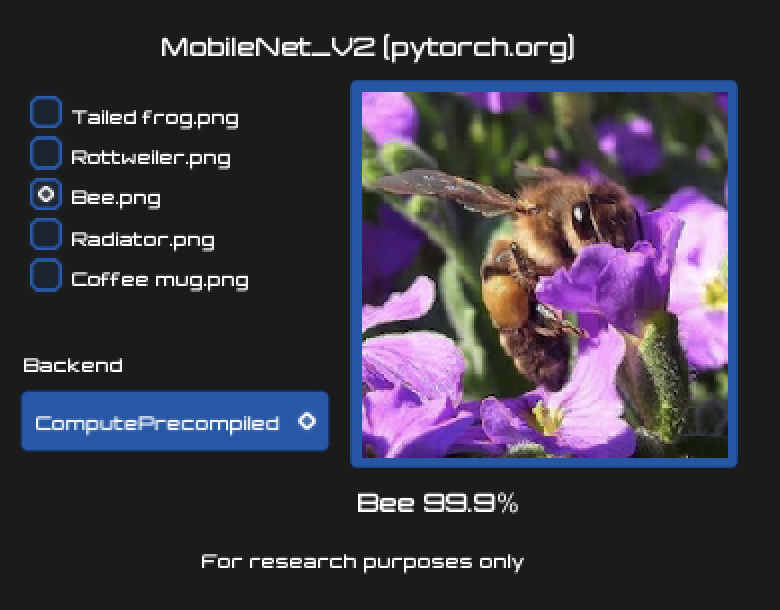 MobileNet_V2 (pytorch.org)
Tailed frog.png
Rottweiler.png
Bee.png
Radiator.png
Coffee mug.png
Backend
ComputePrecompiled
Bee 99.9%
For research purposes only